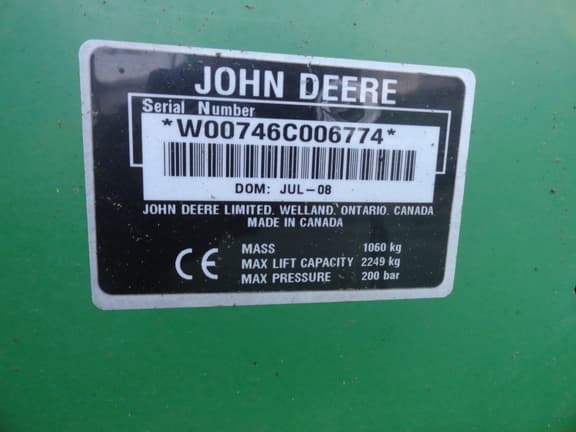 JOHN DEERE
Serial Number
*W00746C006774*
DOM: JUL-08
JOHN DEERE LIMITED. WELLAND, ONTARIO. CANADA
MADE IN CANADA
CE
MASS 1060 kg
MAX LIFT CAPACITY 2249 kg
MAX PRESSURE 200 bar